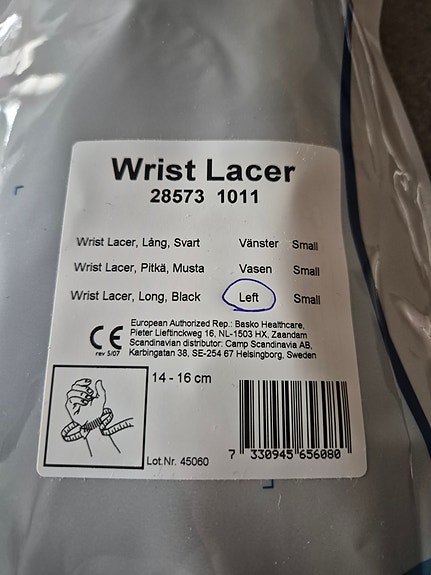 Wrist Lacer
28573 1011
Wrist Lacer, Lång, Svart Vänster Small
Wrist Lacer, Pitkä, Musta Vasen Small
Wrist Lacer, Long, Black Left Small
CE
rev 5/07
European Authorized Rep.: Basko Healthcare,
Pieter Lieftinckweg 16, NL-1503 HX, Zaandam
Scandinavian distributor: Camp Scandinavia AB,
Karbingatan 38, SE-254 67 Helsingborg, Sweden
14 - 16 cm
Lot.Nr. 45060
7 330945 656080